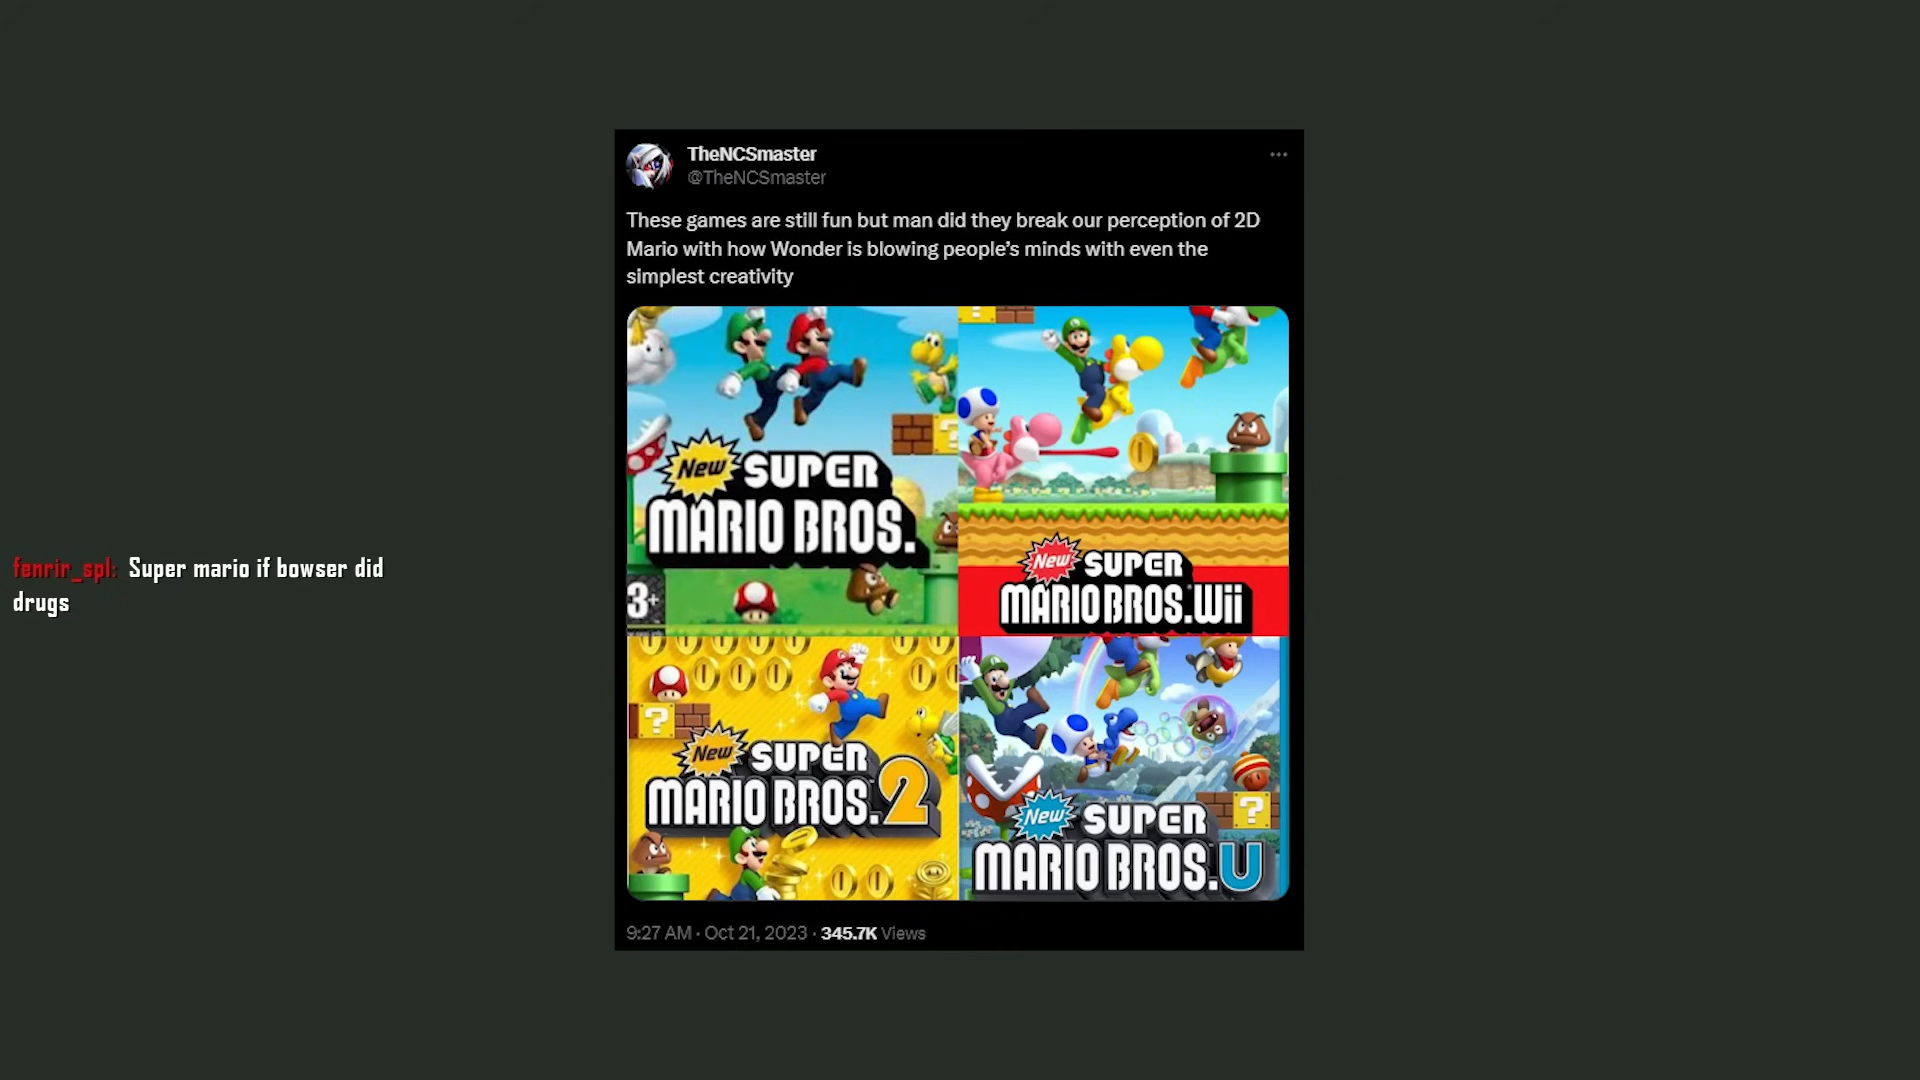 TheNCSmaster
@TheNCSmaster
These games are still fun but man did they break our perception of 2D
Mario with how Wonder is blowing people's minds with even the
simplest creativity
New SUPER
MARIO BROS.
3+
New SUPER
MARIO BROS.Wii
New SUPER
MARIO BROS.2
New SUPER
MARIO BROS.U
9:27 AM · Oct 21, 2023 · 345.7K Views
fenrir_spl: Super mario if bowser did
drugs